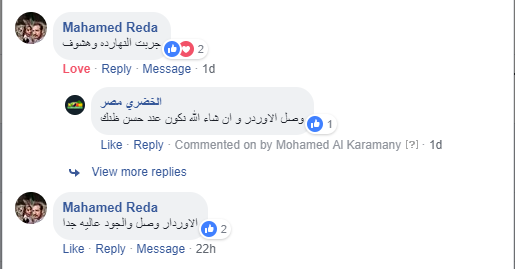 Mahamed Reda
جربت النهارده وهشوف
2
Love · Reply · Message · 1d
الخضري مصر
وصل الاوردر و ان شاء الله نكون عند حسن ظنك
1
Like · Reply · Commented on by Mohamed Al Karamany [?] · 1d
View more replies
Mahamed Reda
الاوردار وصل والجود عاليه جدا
2
Like · Reply · Message · 22h